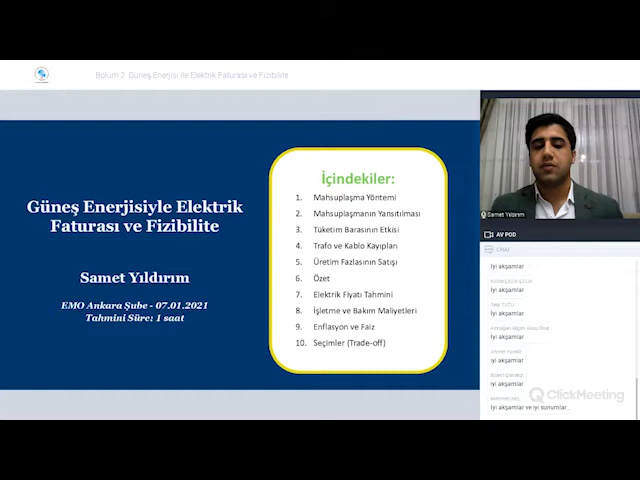 Bölüm 2: Güneş Enerjisi ile Elektrik Faturası ve Fizibilite
Güneş Enerjisiyle Elektrik
Faturası ve Fizibilite
Samet Yıldırım
EMO Ankara Şube - 07.01.2021
Tahmini Süre: 1 saat
İçindekiler:
1. Mahsuplaşma Yöntemi
2. Mahsuplaşmanın Yansıtılması
3. Tüketim Barasının Etkisi
4. Trafo ve Kablo Kayıpları
5. Üretim Fazlasının Satışı
6. Özet
7. Elektrik Fiyatı Tahmini
8. İşletme ve Bakım Maliyetleri
9. Enflasyon ve Faiz
10. Seçimler (Trade-off)
Samet Yıldırım
AV POD
CHAT
İyi akşamlar
iyi akşamlar
İyi akşamlar
iyi akşamlar
iyi akşamlar
iyi akşamlar
İyi akşamlar ve iyi sunumlar...
ClickMeeting